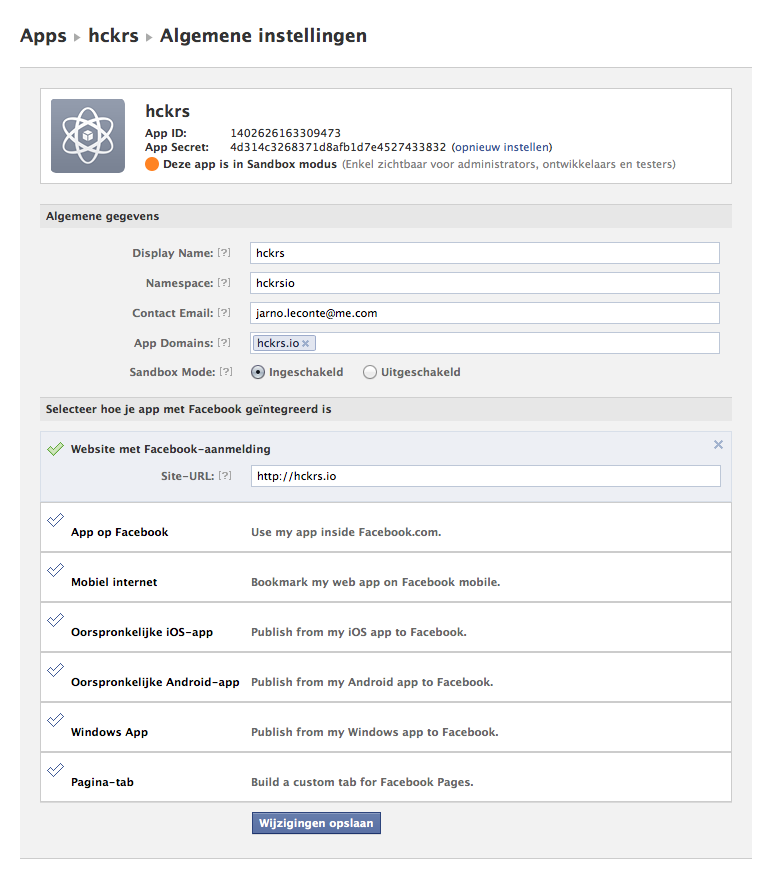 Apps ▸ hckrs ▸ Algemene instellingen
hckrs
App ID: 1402626163309473
App Secret: 4d314c3268371d8afb1d7e4527433832 (opnieuw instellen)
Deze app is in Sandbox modus (Enkel zichtbaar voor administrators, ontwikkelaars en testers)
Algemene gegevens
Display Name: [?] hckrs
Namespace: [?] hckrsio
Contact Email: [?] jarno.leconte@me.com
App Domains: [?] hckrs.io ×
Sandbox Mode: [?] Ingeschakeld Uitgeschakeld
Selecteer hoe je app met Facebook geïntegreerd is
Website met Facebook-aanmelding
Site-URL: [?] http://hckrs.io
App op Facebook Use my app inside Facebook.com.
Mobiel internet Bookmark my web app on Facebook mobile.
Oorspronkelijke iOS-app Publish from my iOS app to Facebook.
Oorspronkelijke Android-app Publish from my Android app to Facebook.
Windows App Publish from my Windows app to Facebook.
Pagina-tab Build a custom tab for Facebook Pages.
Wijzigingen opslaan